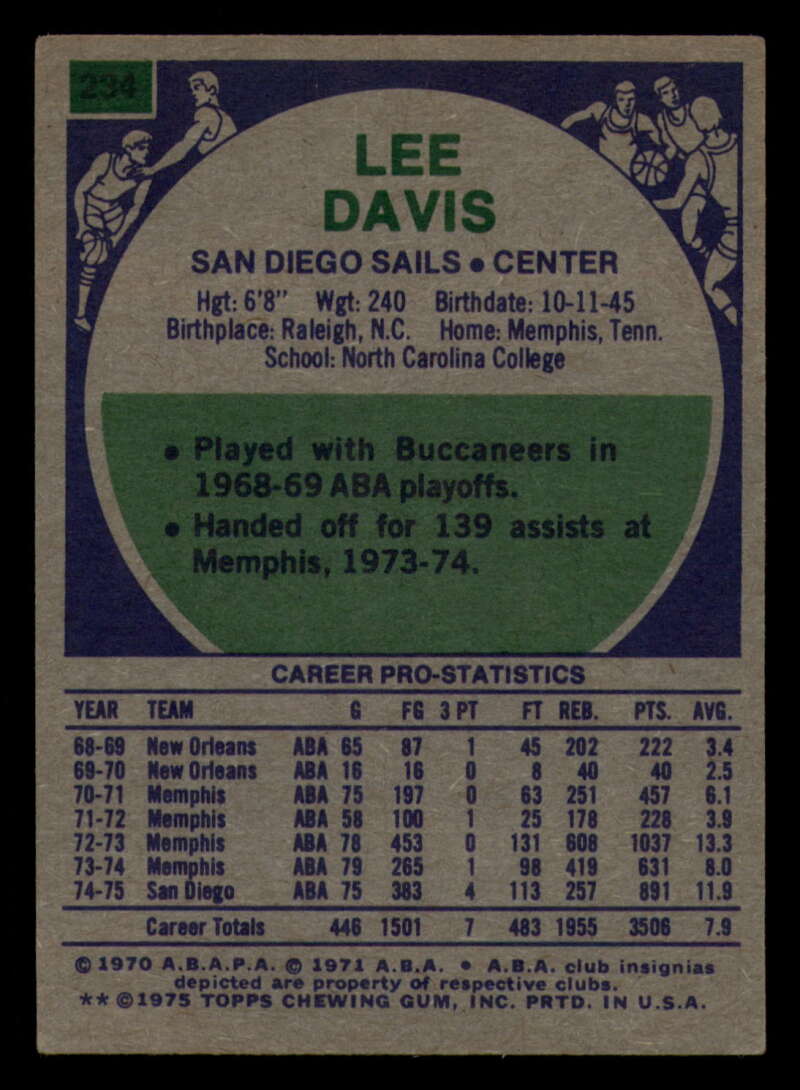 234
LEE
DAVIS
SAN DIEGO SAILS • CENTER
Hgt: 6'8" Wgt: 240 Birthdate: 10-11-45
Birthplace: Raleigh, N.C. Home: Memphis, Tenn.
School: North Carolina College
• Played with Buccaneers in
1968-69 ABA playoffs.
• Handed off for 139 assists at
Memphis, 1973-74.
CAREER PRO-STATISTICS
YEAR TEAM G FG 3 PT FT REB. PTS. AVG.
68-69 New Orleans ABA 65 87 1 45 202 222 3.4
69-70 New Orleans ABA 16 16 0 8 40 40 2.5
70-71 Memphis ABA 75 197 0 63 251 457 6.1
71-72 Memphis ABA 58 100 1 25 178 228 3.9
72-73 Memphis ABA 78 453 0 131 608 1037 13.3
73-74 Memphis ABA 79 265 1 98 419 631 8.0
74-75 San Diego ABA 75 383 4 113 257 891 11.9
Career Totals 446 1501 7 483 1955 3506 7.9
© 1970 A.B.A.P.A. © 1971 A.B.A. • A.B.A. club insignias
depicted are property of respective clubs.
** © 1975 TOPPS CHEWING GUM, INC. PRTD. IN U.S.A.